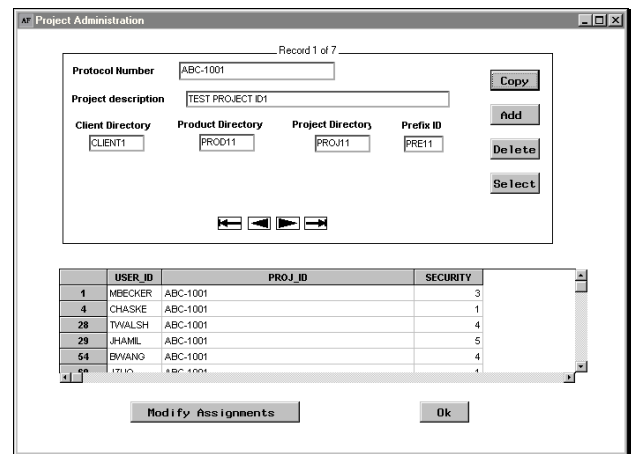 AF Project Administration
Record 1 of 7
Protocol Number ABC-1001
Copy
Project description TEST PROJECT ID1
Add
Client Directory Product Directory Project Directory Prefix ID
CLIENT1 PROD11 PROJ11 PRE11
Delete
Select
USER_ID PROJ_ID SECURITY
1 MBECKER ABC-1001 3
4 CHASKE ABC-1001 1
28 TWALSH ABC-1001 4
29 JHAMIL ABC-1001 5
54 BWANG ABC-1001 4
ABC-1001
Modify Assignments Ok